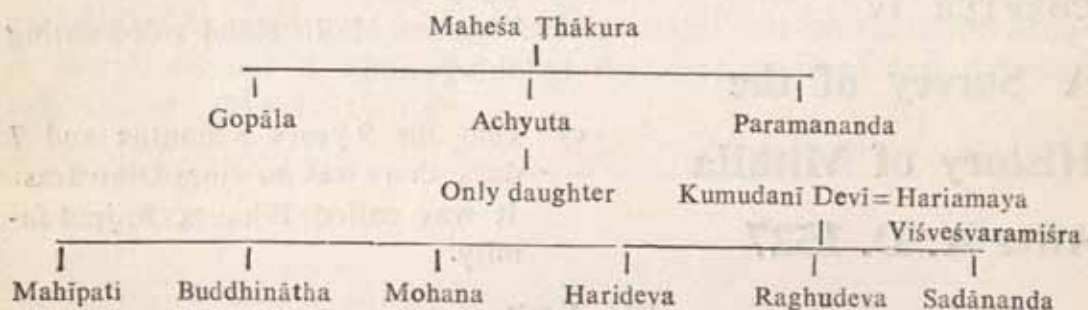 Maheśa Ṭhākura
Gopāla Achyuta Paramananda
Only daughter Kumudanī Devī = Hariamaya
Viśveśvaramiśra
Mahīpati Buddhinātha Mohana Harideva Raghudeva Sadānanda